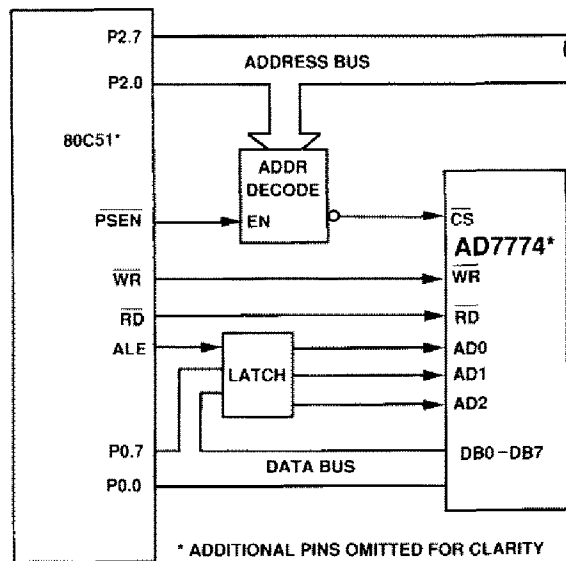 P2.7
ADDRESS BUS
P2.0
80C51*
ADDR
DECODE
PSEN
EN
CS
AD7774*
WR
WR
RD
RD
ALE
AD0
LATCH
AD1
AD2
P0.7
DB0-DB7
DATA BUS
P0.0
* ADDITIONAL PINS OMITTED FOR CLARITY